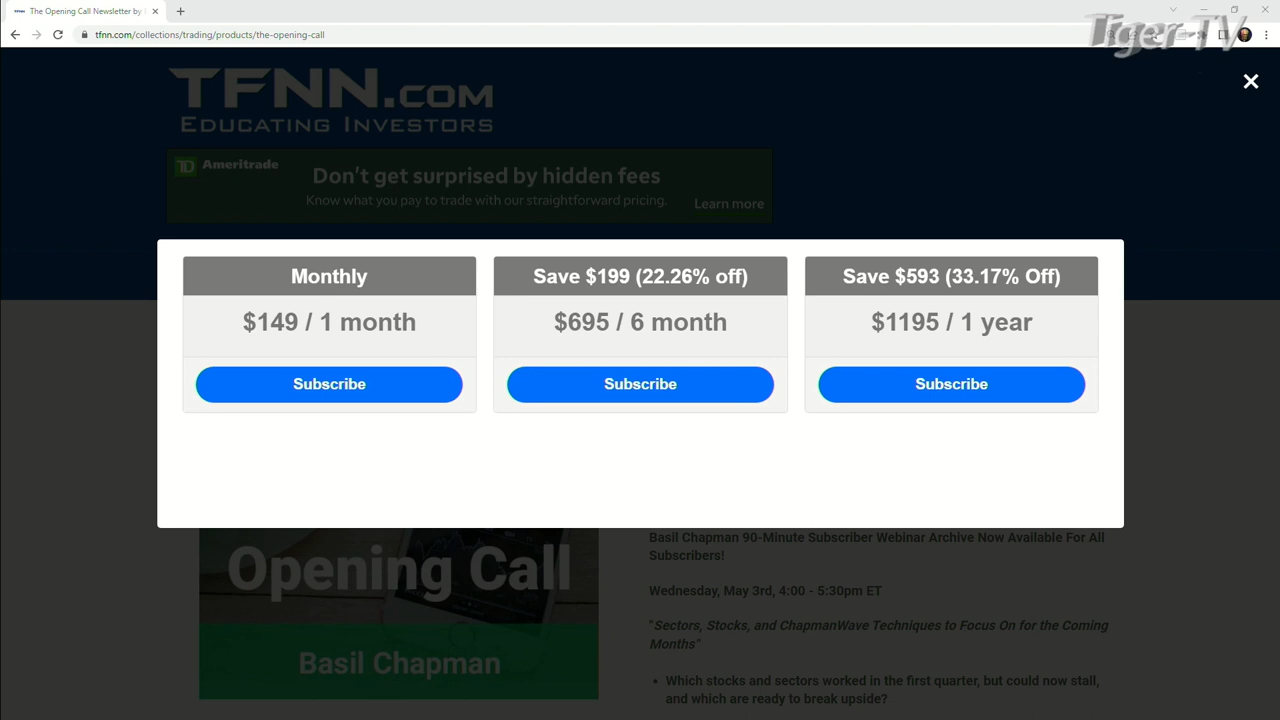 The Opening Call Newsletter by
tfnn.com/collections/trading/products/the-opening-call
Tiger-TV
TFNN.COM
EDUCATING INVESTORS
TD Ameritrade
Don't get surprised by hidden fees
Know what you pay to trade with our straightforward pricing.
Learn more
Monthly
$149 / 1 month
Subscribe
Save $199 (22.26% off)
$695 / 6 month
Subscribe
Save $593 (33.17% Off)
$1195 / 1 year
Subscribe
Opening Call
Basil Chapman
Basil Chapman 90-Minute Subscriber Webinar Archive Now Available For All
Subscribers!
Wednesday, May 3rd, 4:00 - 5:30pm ET
"Sectors, Stocks, and ChapmanWave Techniques to Focus On for the Coming
Months"
• Which stocks and sectors worked in the first quarter, but could now stall,
and which are ready to break upside?